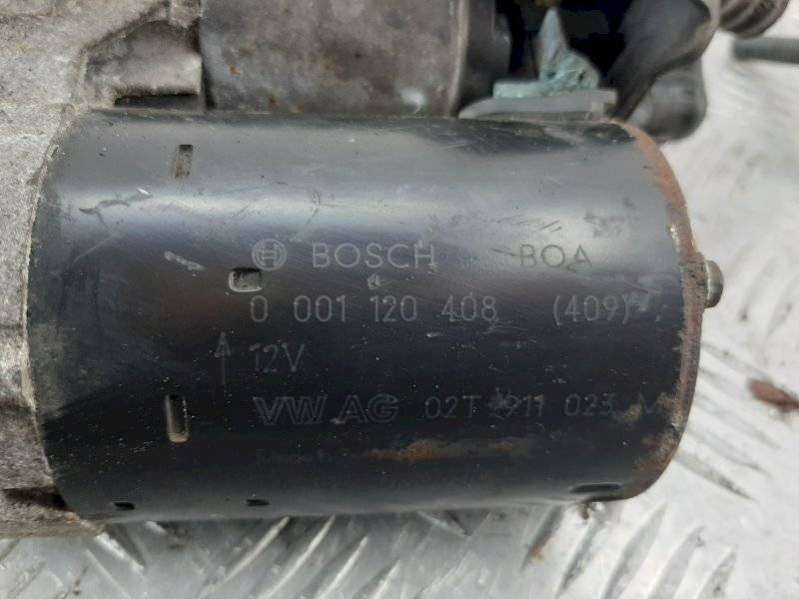 BOSCH BOA
0 001 120 408 (409)
12V
VW AG 02T 911 023 M